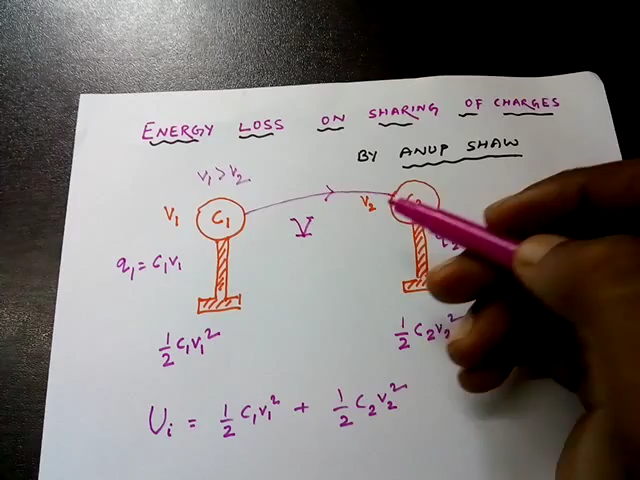 ENERGY LOSS ON SHARING OF CHARGES
BY ANUP SHAW
V₁ > V₂
V₁ C₁ V V₂
q₁ = C₁V₁
½ C₁V₁² ½ C₂V₂²
Uᵢ = ½ C₁V₁² + ½ C₂V₂²